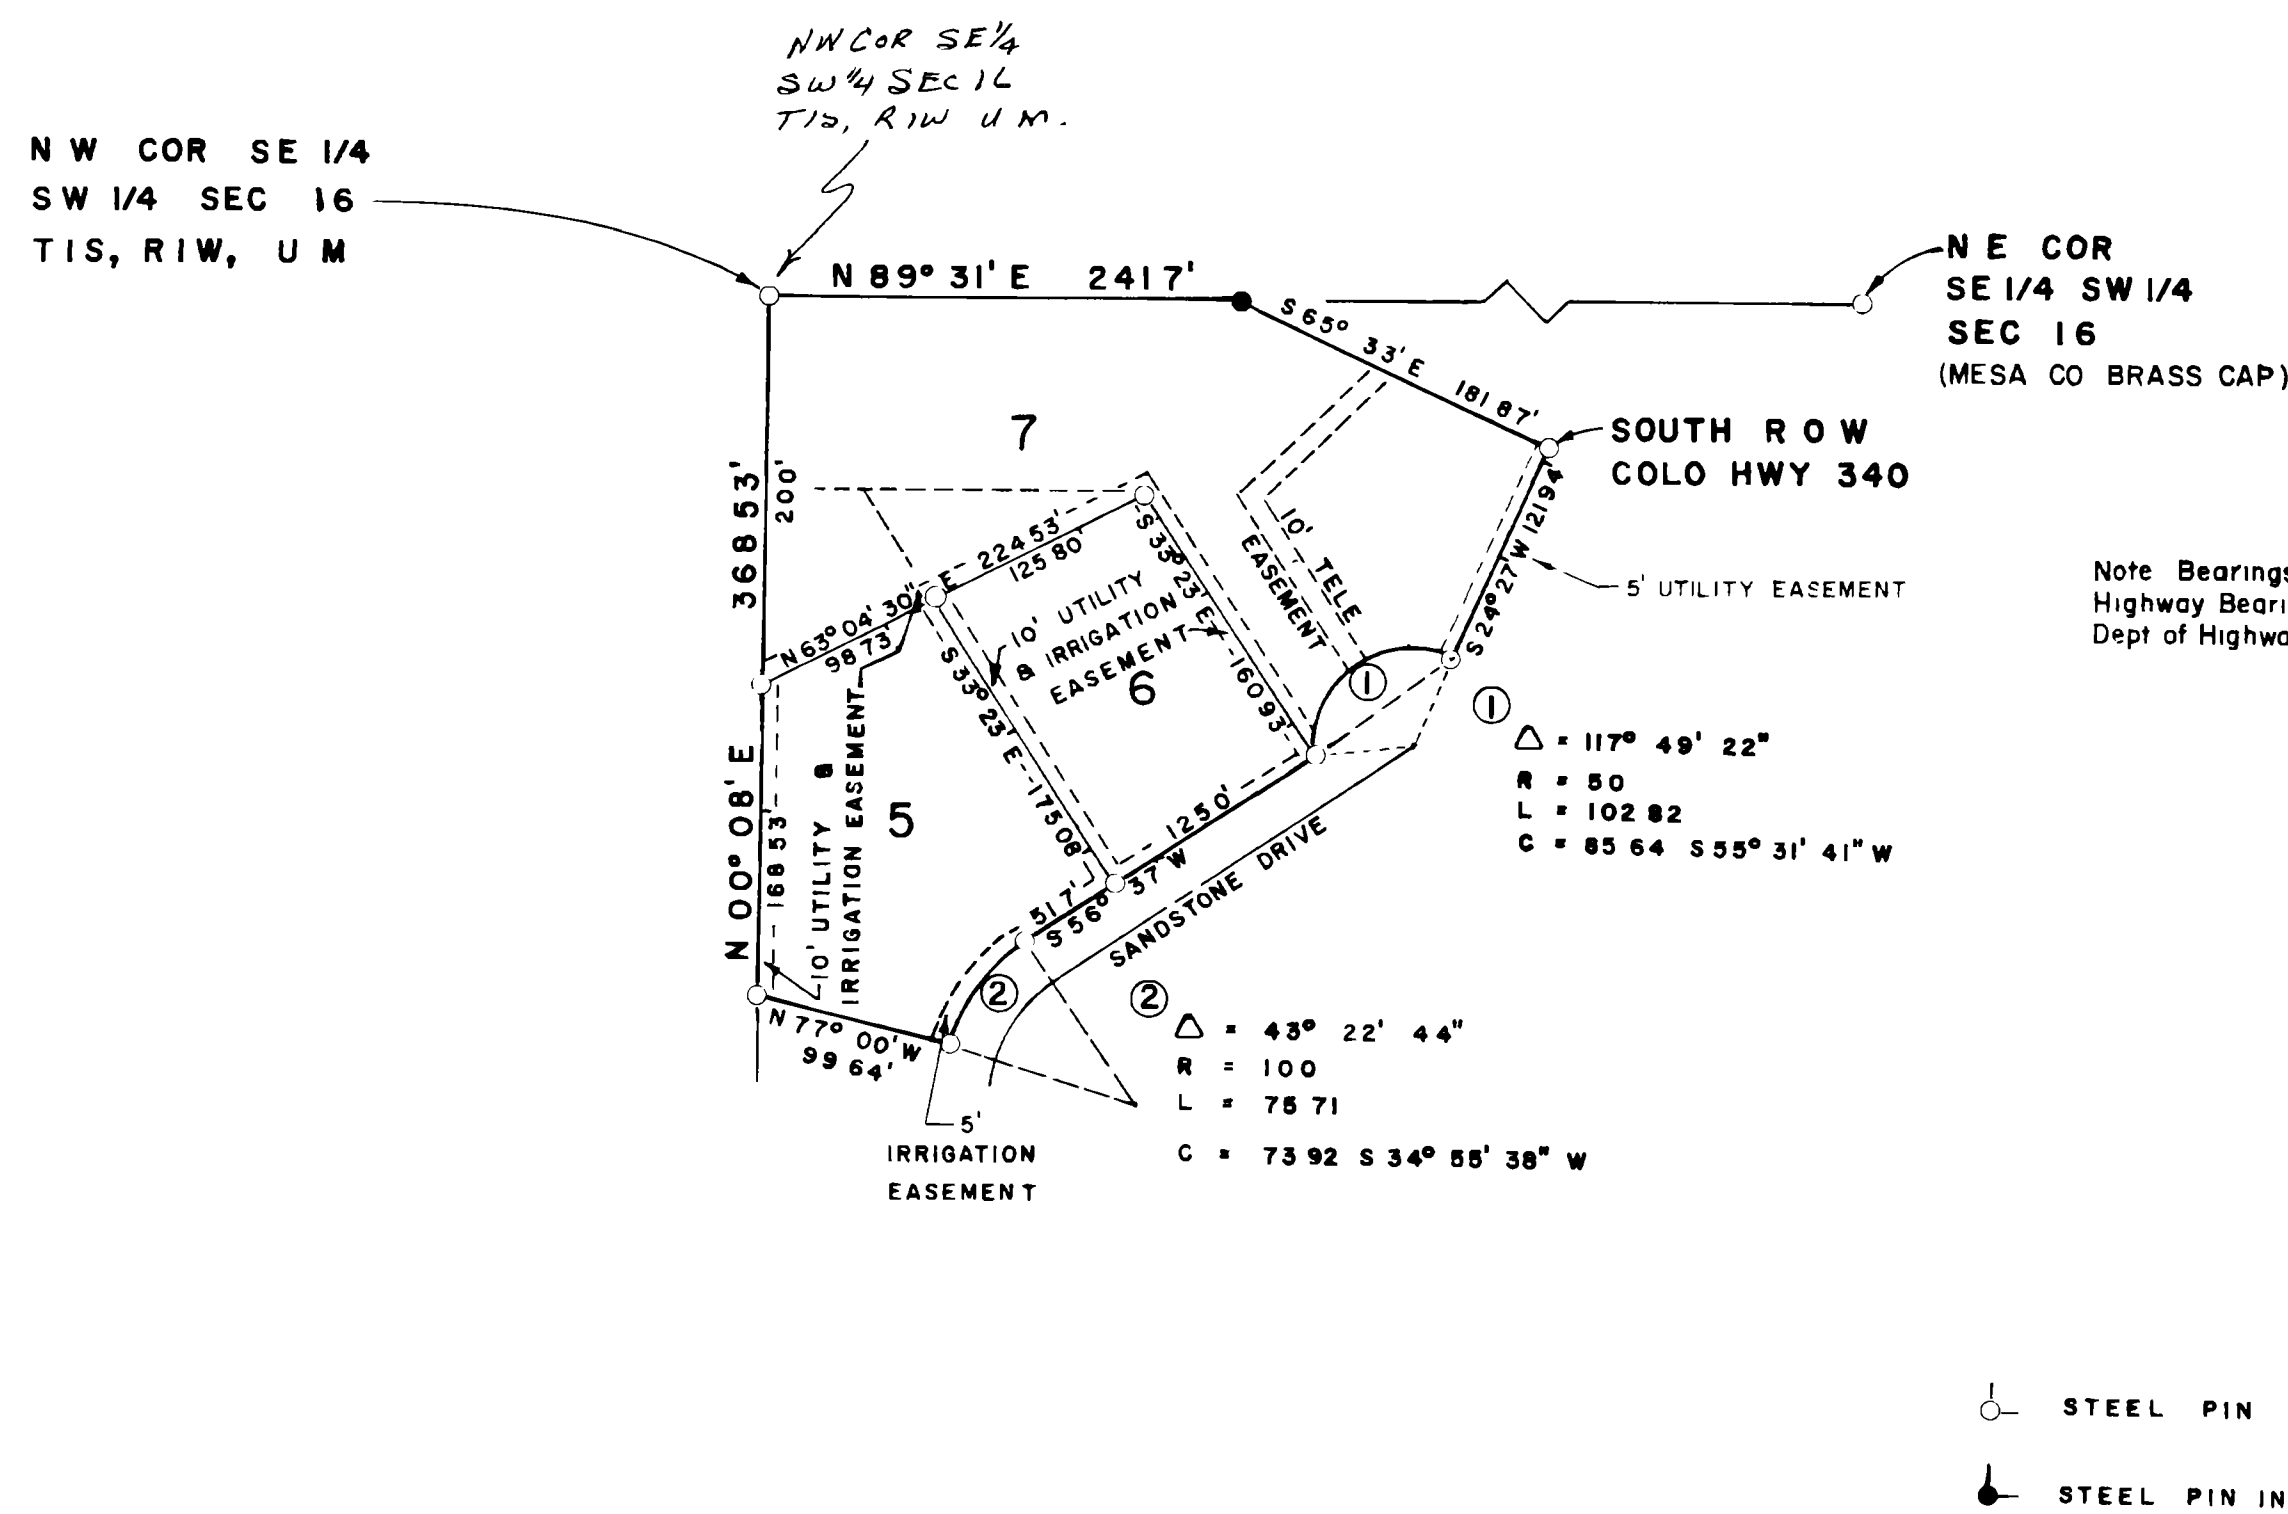 NW COR SE 1/4
SW 1/4 SEC 16
T1S, R1W U M.
N W COR SE 1/4
SW 1/4 SEC 16
T1S, R1W, U M
N 89° 31' E 241 7'
N E COR
SE 1/4 SW 1/4
SEC 16
(MESA CO BRASS CAP)
S 65° 33' E 181 87'
SOUTH R O W
COLO HWY 340
7
368 53'
200'
N 00° 08' E
168 53'
N 63° 04' 30" E 224 53'
98 73'
125 80'
S 33° 23' E 160 93'
S 33° 23' E 175 08'
10' UTILITY
& IRRIGATION
EASEMENT
6
10' TELE
EASEMENT
S 24° 27' W 121 94'
5' UTILITY EASEMENT
Note Bearings
Highway Beari
Dept of Highwa
5
10' UTILITY &
IRRIGATION EASEMENT
1
1
Δ = 117° 49' 22"
R = 50
L = 102 82
C = 85 64 S 55° 31' 41" W
125 0'
51 7'
S 56° 37' W
SANDSTONE DRIVE
2
2
Δ = 43° 22' 44"
R = 100
L = 75 71
C = 73 92 S 34° 55' 38" W
N 77° 00' W
99 64'
5'
IRRIGATION
EASEMENT
STEEL PIN
STEEL PIN IN